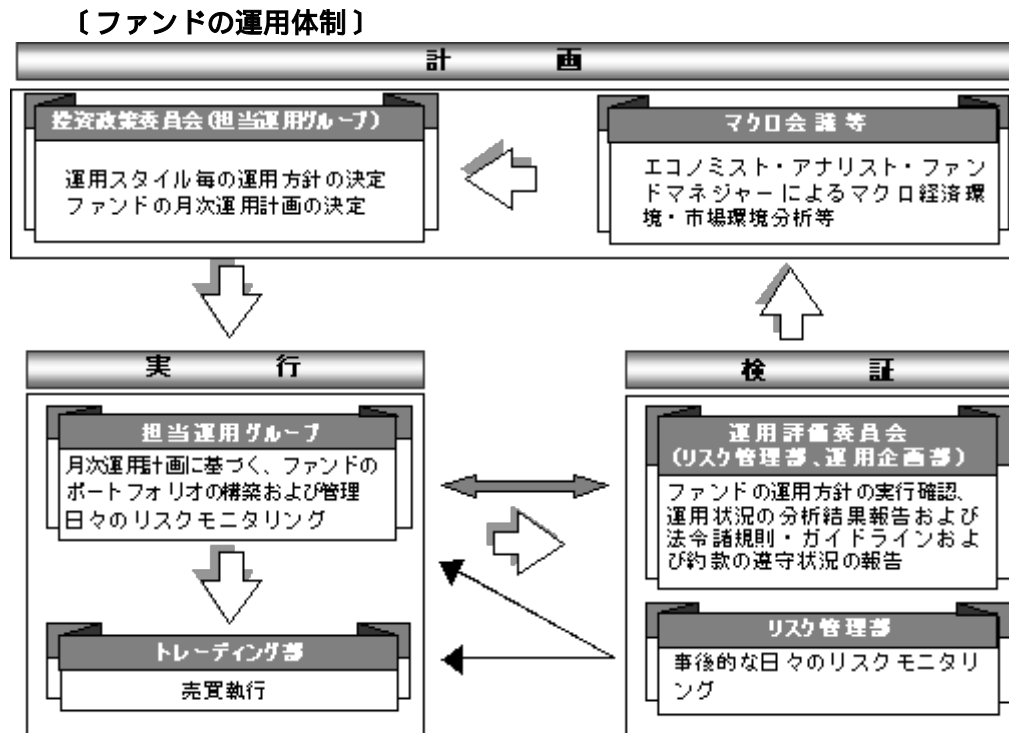 〔ファンドの運用体制〕
計 画
投資政策委員会(担当運用グループ)
運用スタイル毎の運用方針の決定
ファンドの月次運用計画の決定
マクロ会議等
エコノミスト・アナリスト・ファン
ドマネジャーによるマクロ経済環
境・市場環境分析等
実 行
担当運用グループ
月次運用計画に基づく、ファンドの
ポートフォリオの構築および管理
日々のリスクモニタリング
トレーディング部
売買執行
検 証
運用評価委員会
(リスク管理部、運用企画部)
ファンドの運用方針の実行確認、
運用状況の分析結果報告および
法令諸規則・ガイドラインおよ
び約款の遵守状況の報告
リスク管理部
事後的な日々のリスクモニタリ
ング